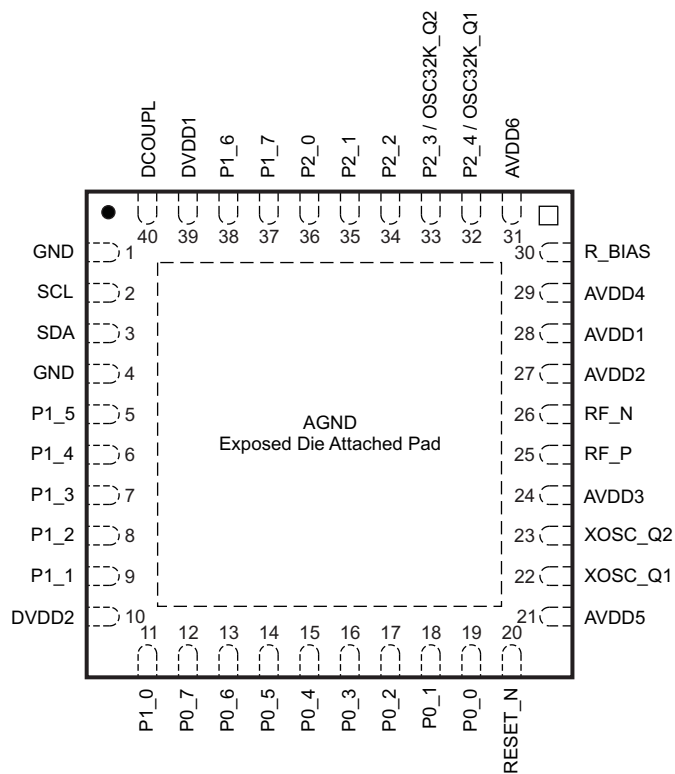 DCOUPL
DVDD1
P1_6
P1_7
P2_0
P2_1
P2_2
P2_3 / OSC32K_Q2
P2_4 / OSC32K_Q1
AVDD6
40
39
38
37
36
35
34
33
32
31
GND 1
SCL 2
SDA 3
GND 4
P1_5 5
P1_4 6
P1_3 7
P1_2 8
P1_1 9
DVDD2 10
30 R_BIAS
29 AVDD4
28 AVDD1
27 AVDD2
26 RF_N
25 RF_P
24 AVDD3
23 XOSC_Q2
22 XOSC_Q1
21 AVDD5
AGND
Exposed Die Attached Pad
11
12
13
14
15
16
17
18
19
20
P1_0
P0_7
P0_6
P0_5
P0_4
P0_3
P0_2
P0_1
P0_0
RESET_N